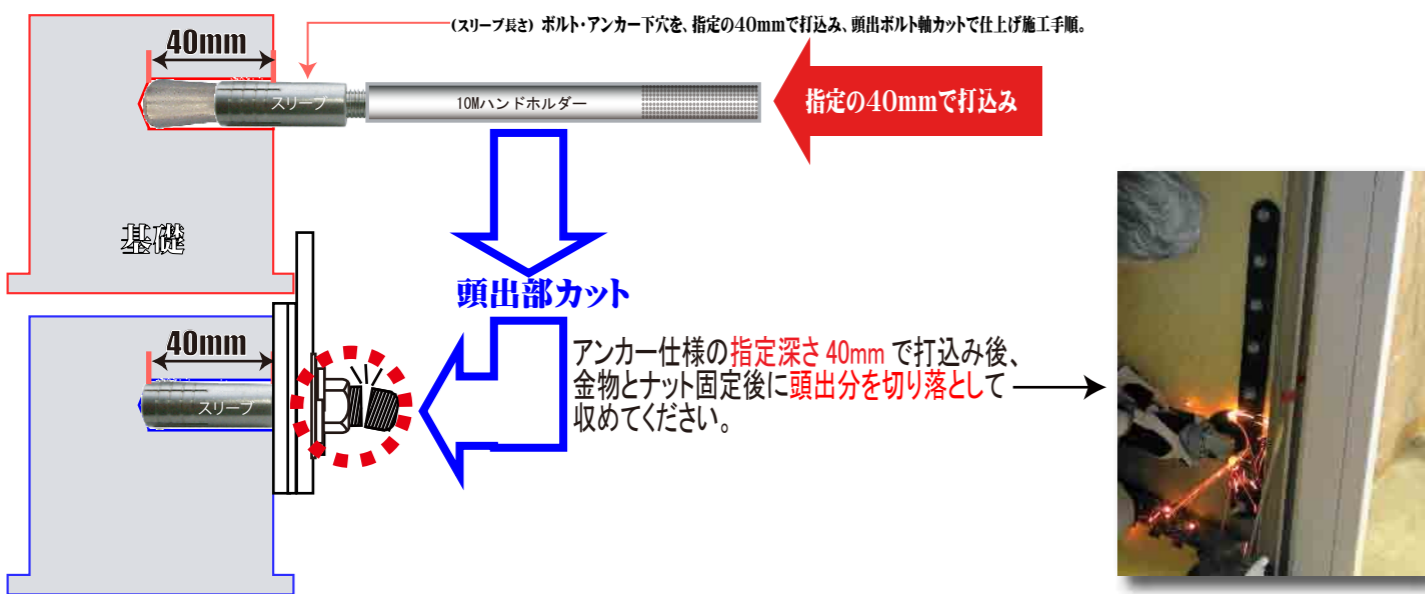 (スリーブ長さ) ボルト・アンカー下穴を、指定の40mmで打込み、頭出ボルト軸カットで仕上げ施工手順。
40mm
スリーブ
10Mハンドホルダー
指定の40mmで打込み
基礎
頭出部カット
40mm
スリーブ
アンカー仕様の指定深さ40mmで打込み後、
金物とナット固定後に頭出分を切り落として
収めてください。